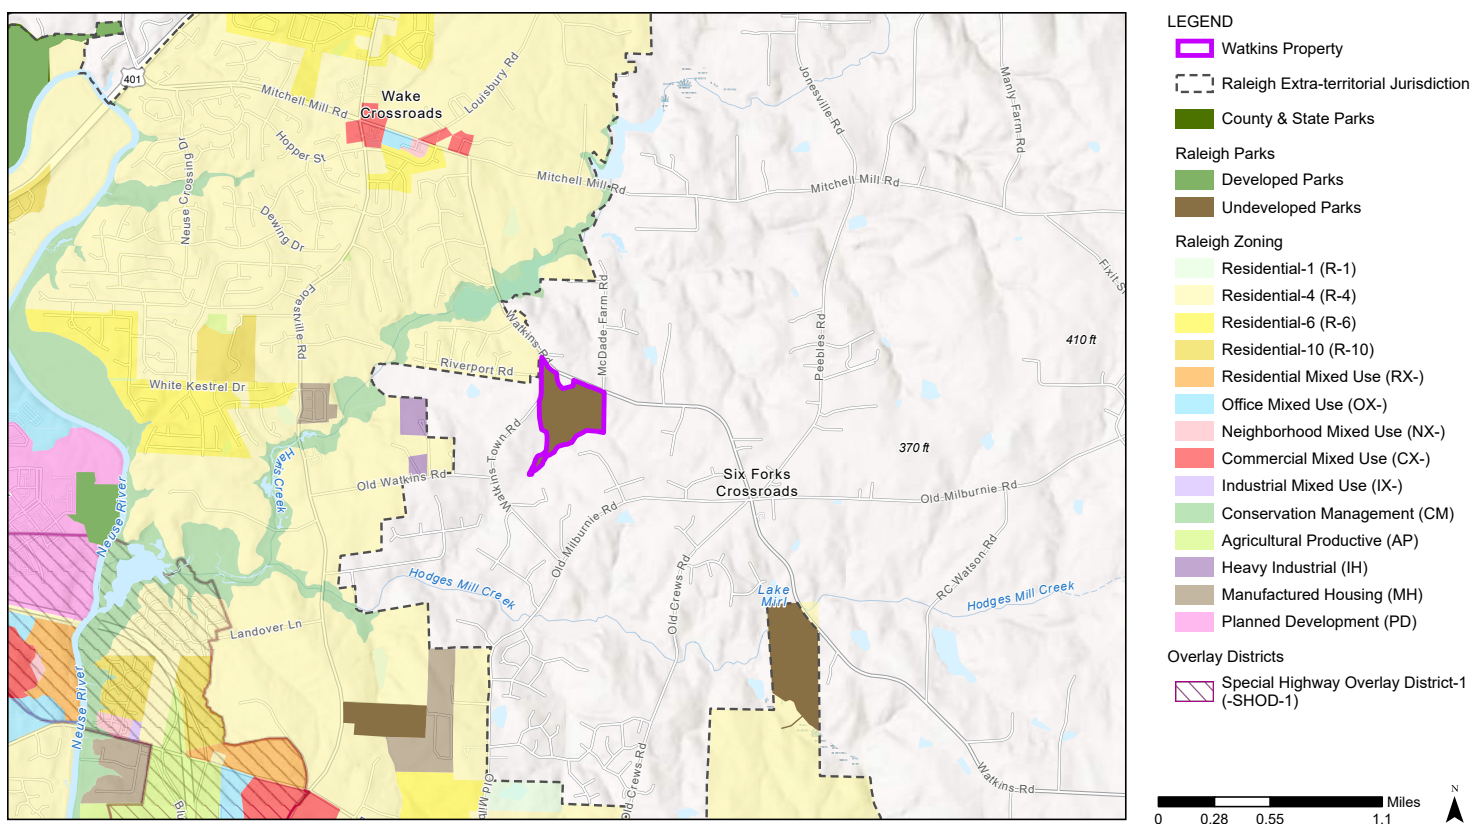 401
Mitchell Mill Rd
Wake
Crossroads
Louisbury Rd
Hopper St
Neuse Crossing Dr
Dewing Dr
Forestville Rd
White Kestrel Dr
Mitchell Mill Rd
Jonesville Rd
Manly Farm Rd
Mitchell Mill Rd
Fixit S
McDade Farm Rd
Watkins Rd
Riverport Rd
Peebles Rd
410 ft
Watkins Town Rd
Old Watkins Rd
Haris Creek
Neuse River
370 ft
Six Forks
Crossroads
Old Milburnie Rd
Old Milburnie Rd
Hodges Mill Creek
Old Crews Rd
Lake
Mirl
RC Watson Rd
Hodges Mill Creek
Landover Ln
Neuse River
Old Crews Rd
Watkins Rd
LEGEND
Watkins Property
Raleigh Extra-territorial Jurisdiction
County & State Parks
Raleigh Parks
Developed Parks
Undeveloped Parks
Raleigh Zoning
Residential-1 (R-1)
Residential-4 (R-4)
Residential-6 (R-6)
Residential-10 (R-10)
Residential Mixed Use (RX-)
Office Mixed Use (OX-)
Neighborhood Mixed Use (NX-)
Commercial Mixed Use (CX-)
Industrial Mixed Use (IX-)
Conservation Management (CM)
Agricultural Productive (AP)
Heavy Industrial (IH)
Manufactured Housing (MH)
Planned Development (PD)
Overlay Districts
Special Highway Overlay District-1
(-SHOD-1)
Miles
0 0.28 0.55 1.1
N